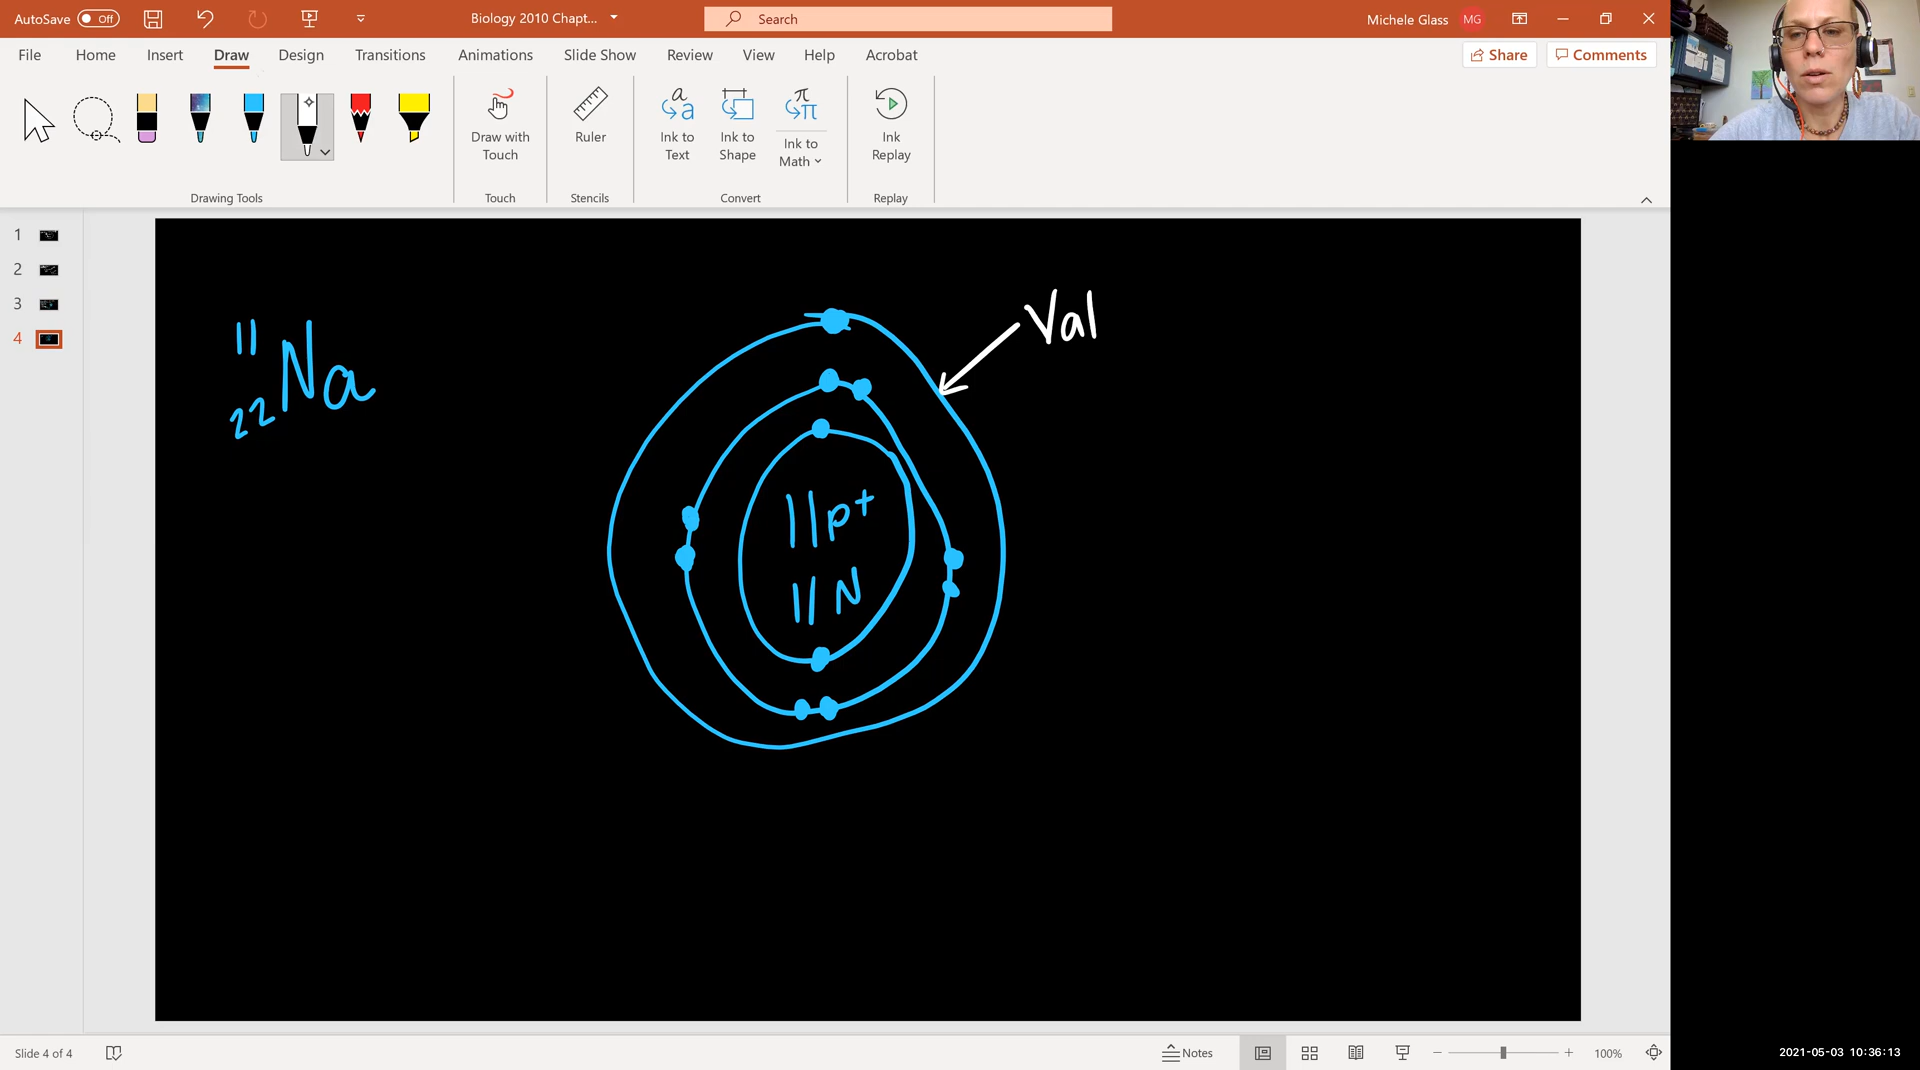 AutoSave Off Biology 2010 Chapt... Search Michele Glass MG
File Home Insert Draw Design Transitions Animations Slide Show Review View Help Acrobat Share Comments
Draw with Touch
Ruler
a a
Ink to Text
Ink to Shape
π π
Ink to Math
Ink Replay
Drawing Tools Touch Stencils Convert Replay
1
2
3
4
11
22 Na
Val
11p+
11 N
Slide 4 of 4 Notes 100%
2021-05-03 10:36:13